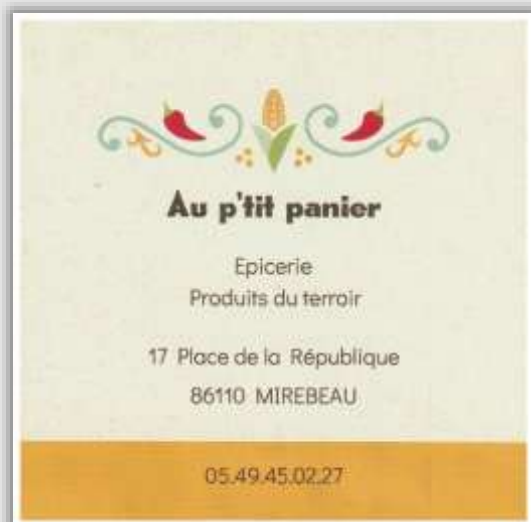 Au p'tit panier
Epicerie
Produits du terroir
17 Place de la République
86110 MIREBEAU
05.49.45.02.27